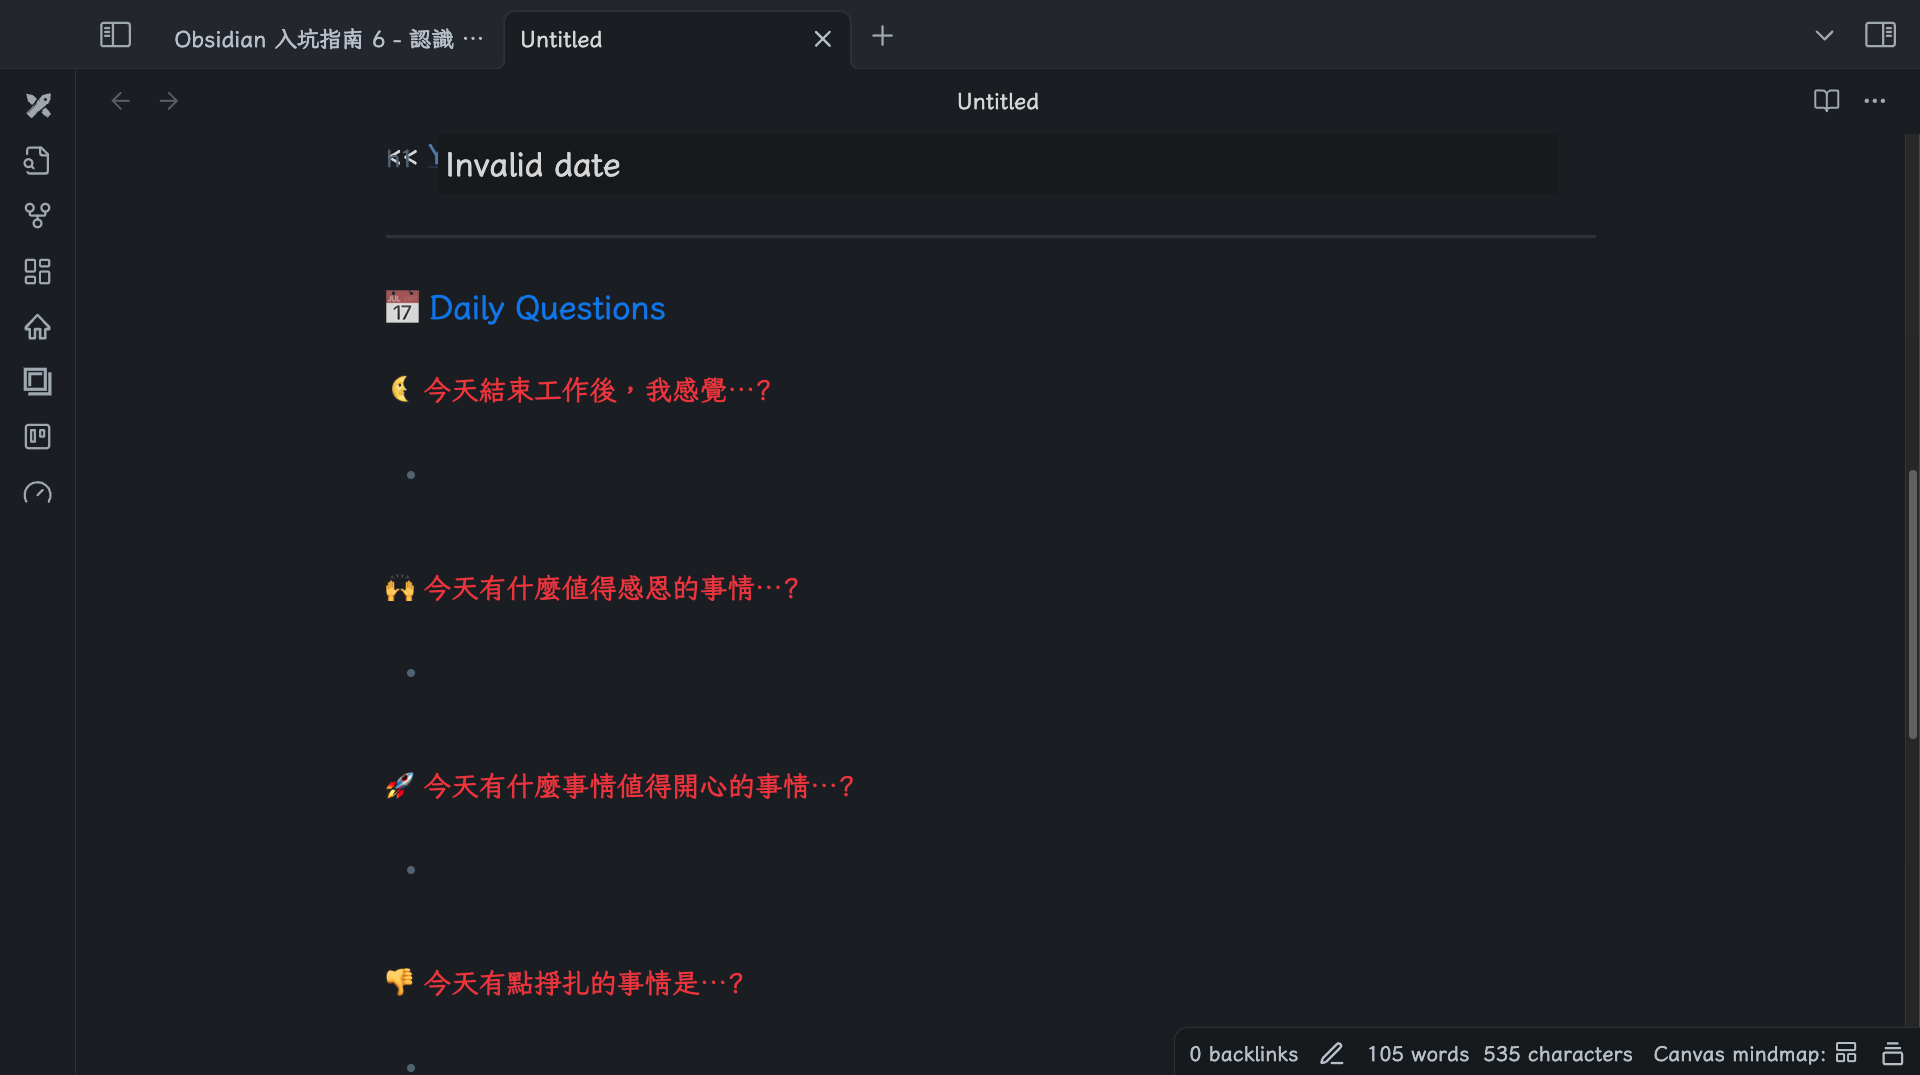 Obsidian 入坑指南 6 - 認識 …
Untitled
Untitled
<< Y
Invalid date
JUL 17 Daily Questions
今天結束工作後，我感覺…?
今天有什麼值得感恩的事情…?
今天有什麼事情值得開心的事情…?
今天有點掙扎的事情是…?
0 backlinks 105 words 535 characters Canvas mindmap: